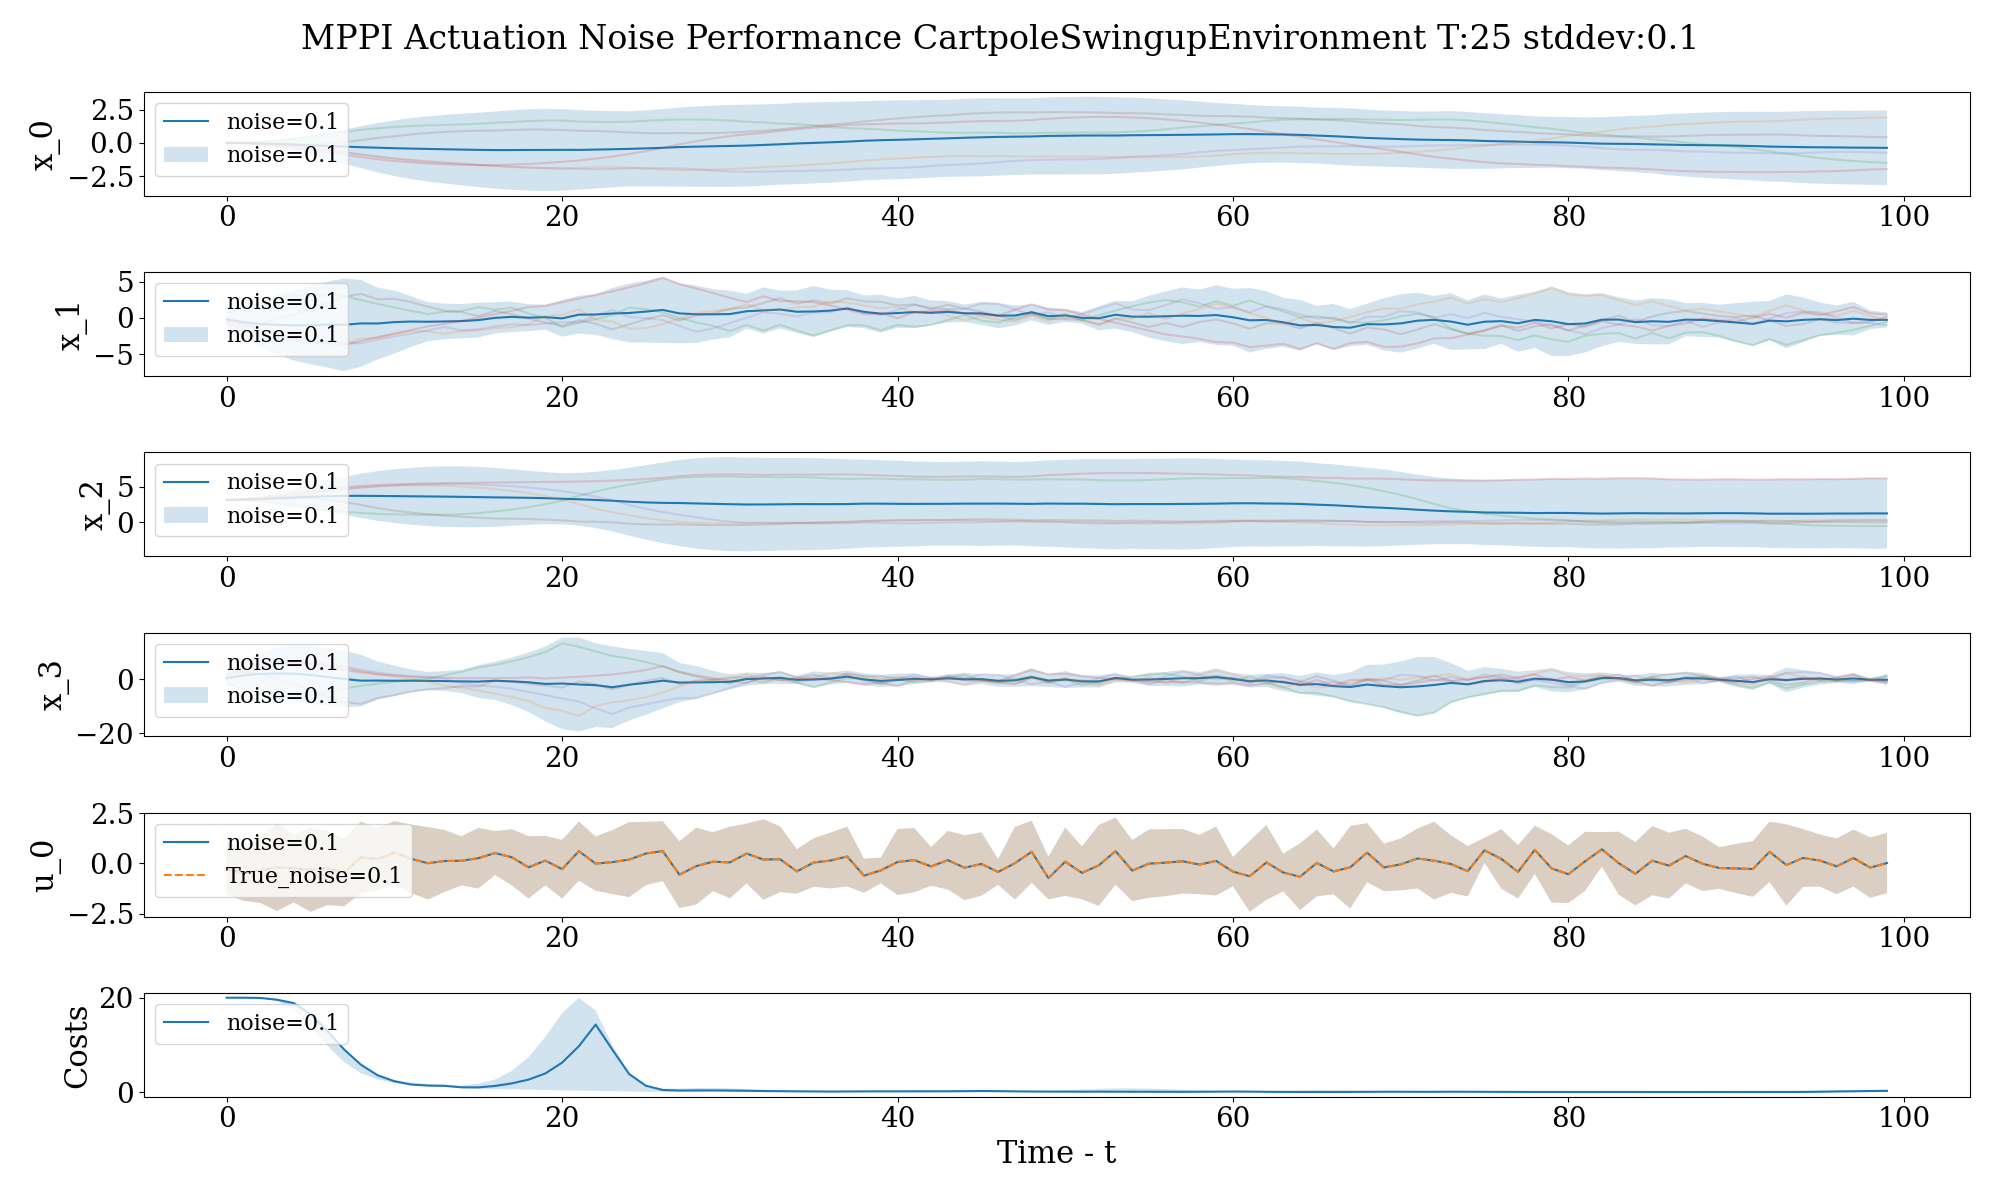 MPPI Actuation Noise Performance CartpoleSwingupEnvironment T:25 stddev:0.1
x_0
2.5
0.0
−2.5
noise=0.1
noise=0.1
0 20 40 60 80 100
x_1
5
0
−5
noise=0.1
noise=0.1
0 20 40 60 80 100
x_2
5
0
noise=0.1
noise=0.1
0 20 40 60 80 100
x_3
0
−20
noise=0.1
noise=0.1
0 20 40 60 80 100
u_0
2.5
0.0
−2.5
noise=0.1
True_noise=0.1
0 20 40 60 80 100
Costs
20
0
noise=0.1
0 20 40 60 80 100
Time - t